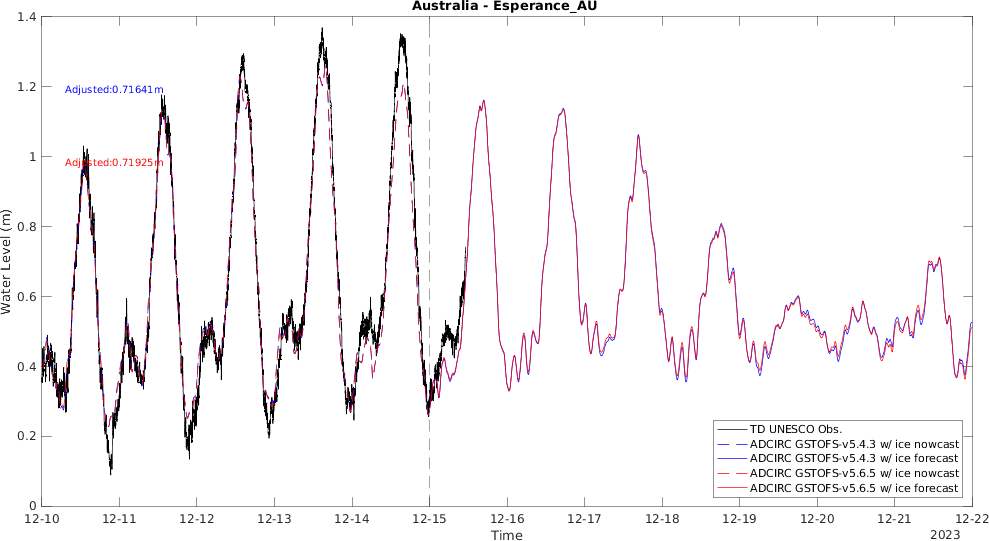 Australia - Esperance_AU
1.4
1.2
1
0.8
0.6
0.4
0.2
0
Water Level (m)
Adjusted:0.71641m
Adjusted:0.71925m
TD UNESCO Obs.
ADCIRC GSTOFS-v5.4.3 w/ ice nowcast
ADCIRC GSTOFS-v5.4.3 w/ ice forecast
ADCIRC GSTOFS-v5.6.5 w/ ice nowcast
ADCIRC GSTOFS-v5.6.5 w/ ice forecast
12-10 12-11 12-12 12-13 12-14 12-15 12-16 12-17 12-18 12-19 12-20 12-21 12-22
Time
2023